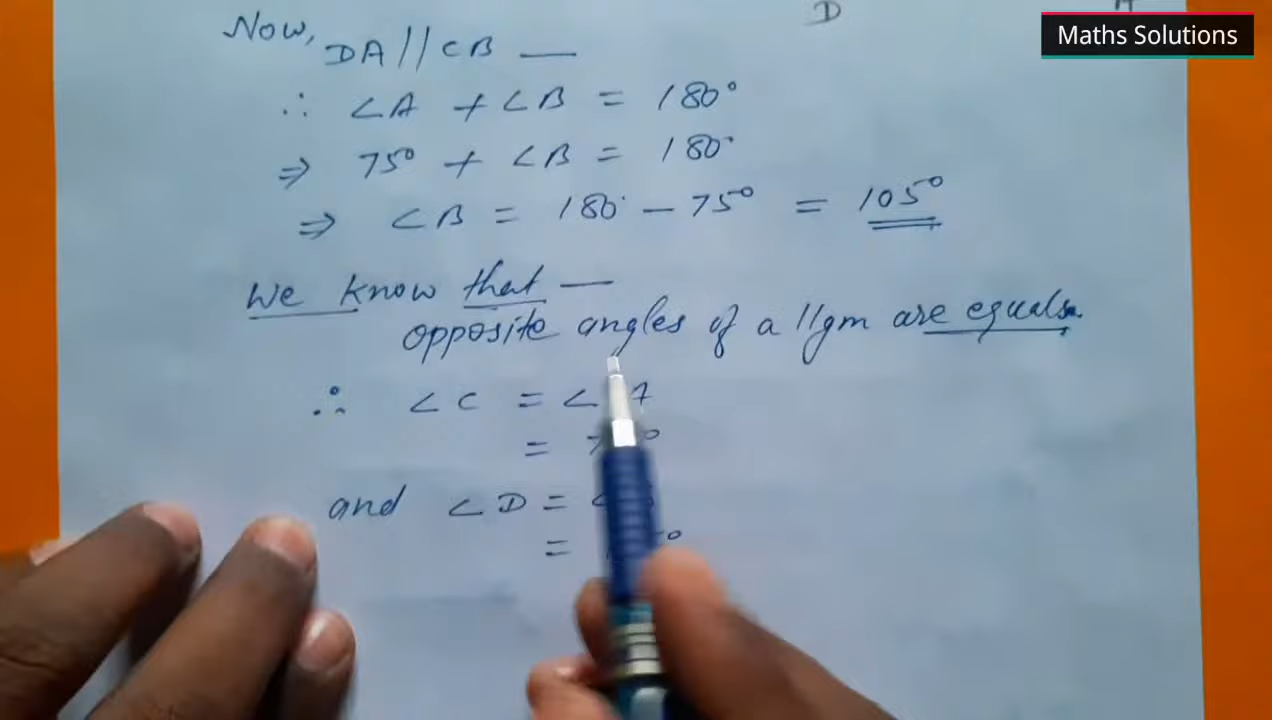 D
Maths Solutions
Now,
DA//CB —
∴ ∠A + ∠B = 180°
⇒ 75° + ∠B = 180°
⇒ ∠B = 180° - 75° = 105°
We know that —
opposite angles of a //gm are equals.
∴ ∠C = ∠A
=
and ∠D =
=